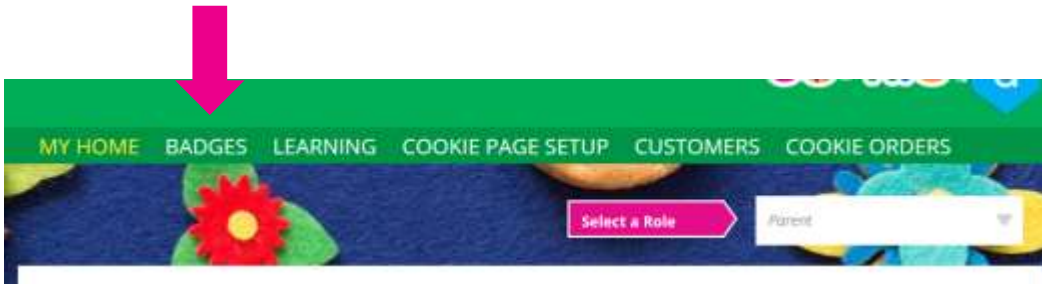 MY HOME BADGES LEARNING COOKIE PAGE SETUP CUSTOMERS COOKIE ORDERS
Select a Role Parent